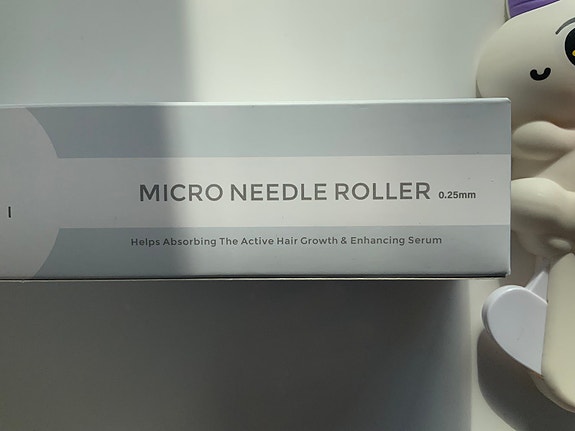 MICRO NEEDLE ROLLER 0.25mm
Helps Absorbing The Active Hair Growth & Enhancing Serum